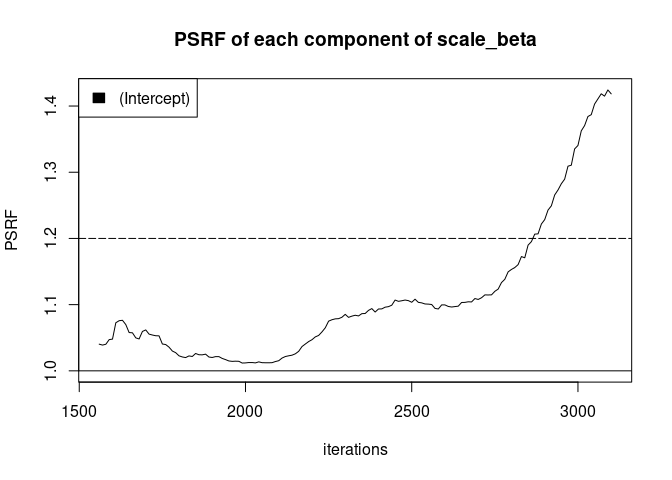 PSRF of each component of scale_beta
(Intercept)
PSRF
1.4
1.3
1.2
1.1
1.0
1500 2000 2500 3000
iterations